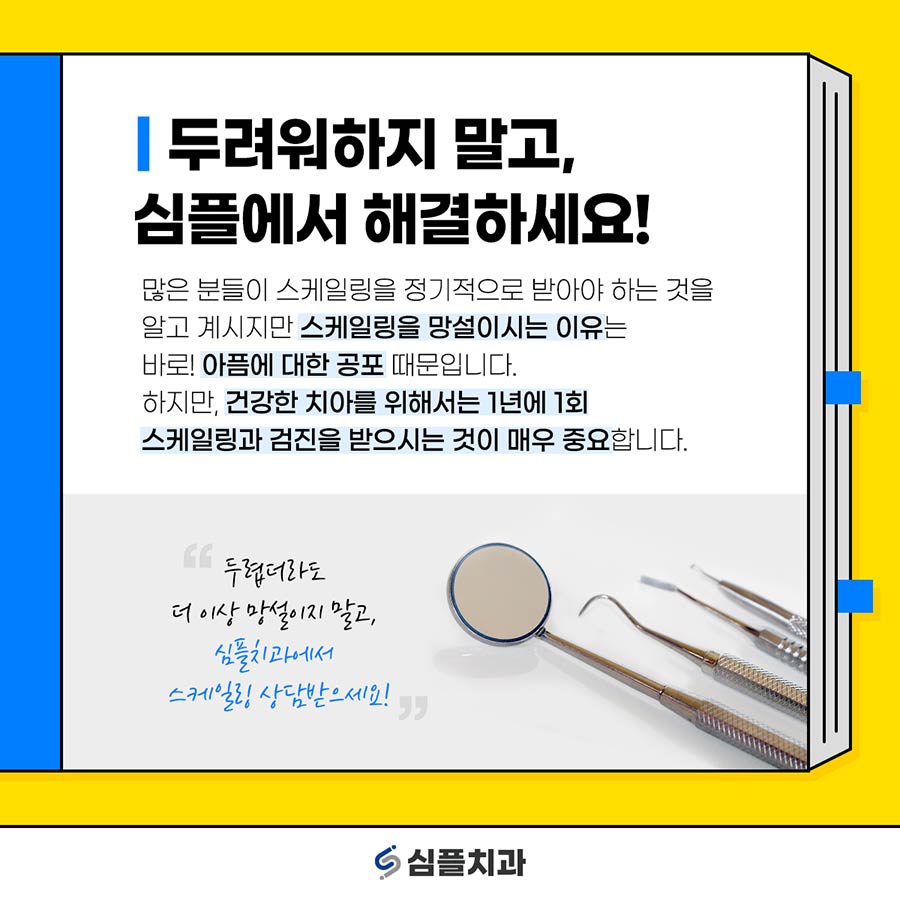 두려워하지 말고,
심플에서 해결하세요!
많은 분들이 스케일링을 정기적으로 받아야 하는 것을
알고 계시지만 스케일링을 망설이시는 이유는
바로! 아픔에 대한 공포 때문입니다.
하지만, 건강한 치아를 위해서는 1년에 1회
스케일링과 검진을 받으시는 것이 매우 중요합니다.
“두렵더라도
더 이상 망설이지 말고,
심플치과에서
스케일링 상담받으세요!”
심플치과